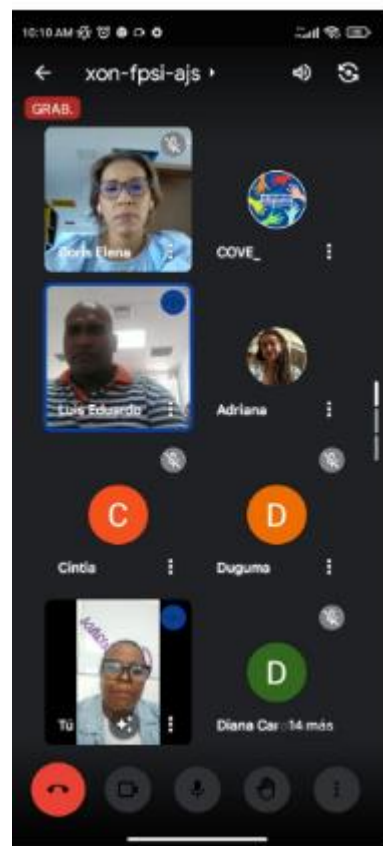 10:10 AM
xon-fpsi-ajs
GRAB.
Doris Elena
COVE_
Luis Eduardo
Adriana
C
D
Cintia
Duguma
D
Tú
Diana Car
14 más